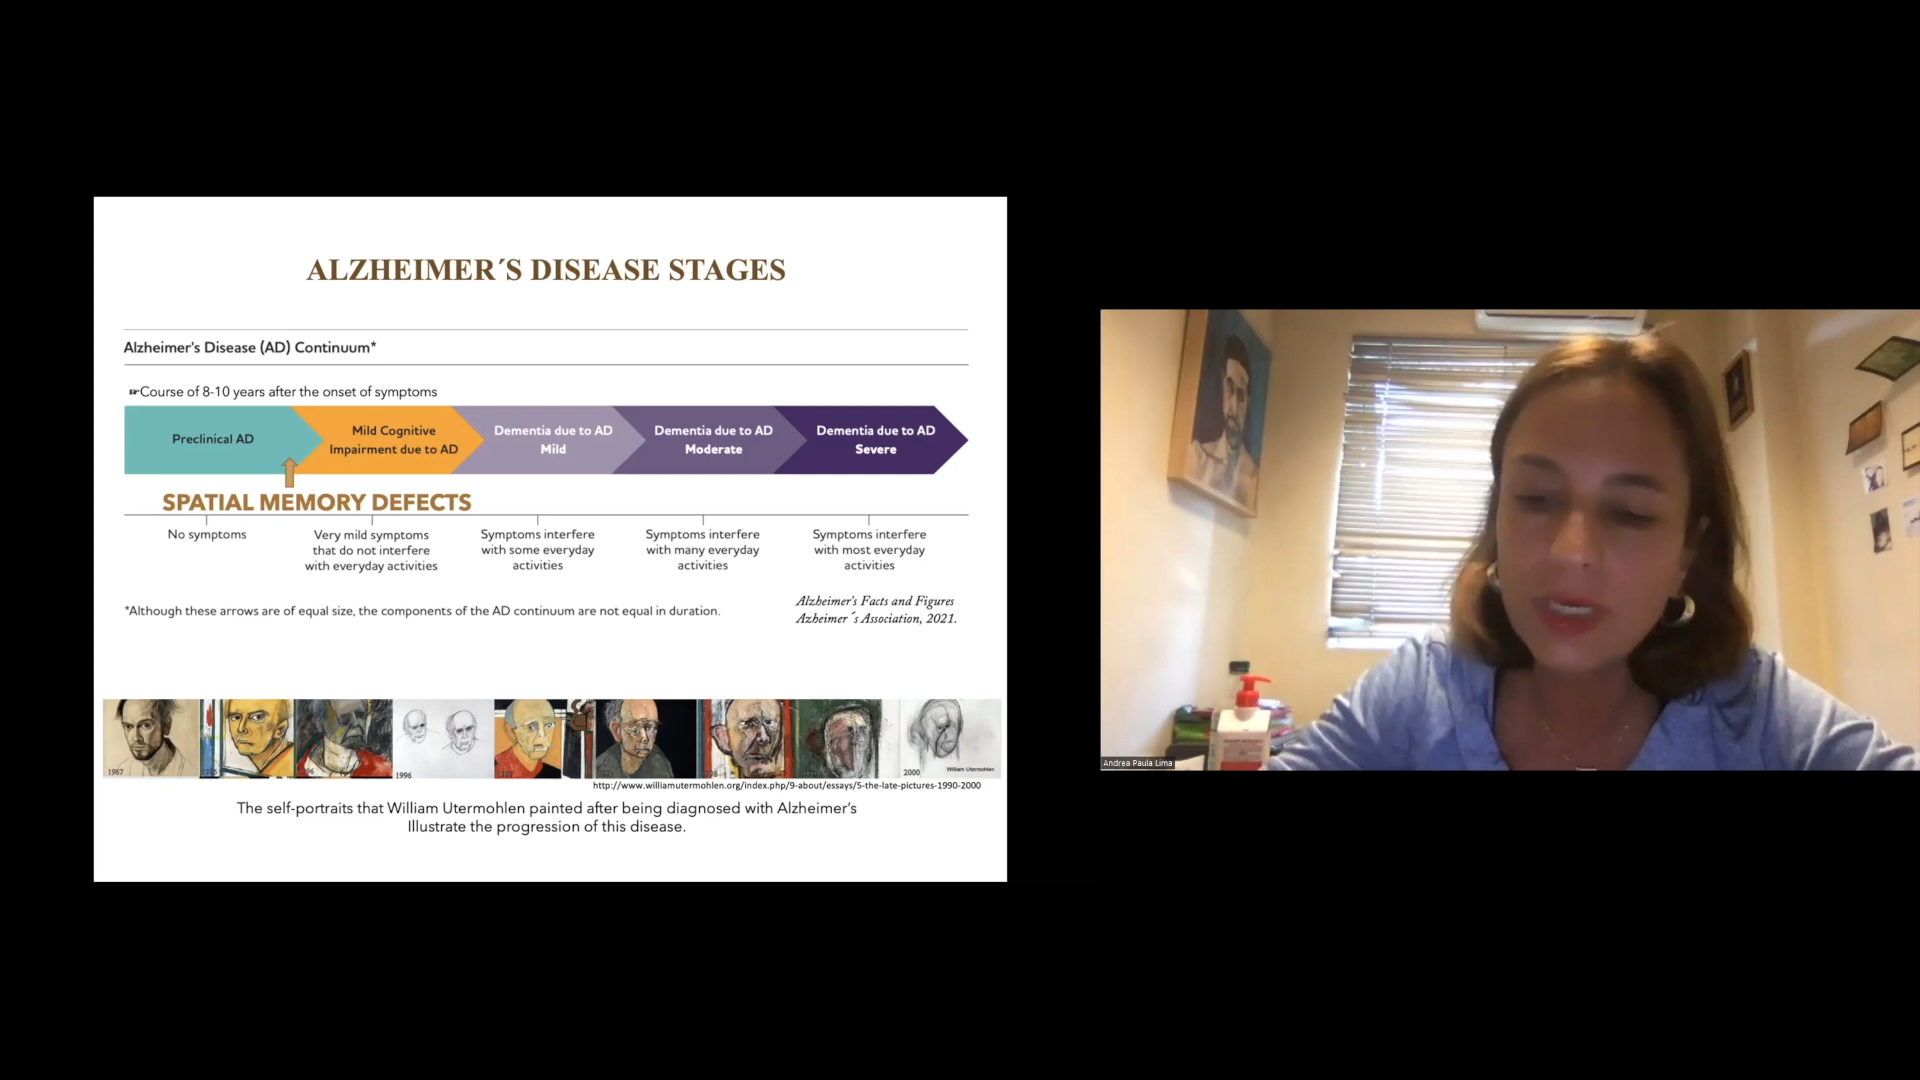 ALZHEIMER´S DISEASE STAGES
Alzheimer's Disease (AD) Continuum*
☞Course of 8-10 years after the onset of symptoms
Preclinical AD
Mild Cognitive
Impairment due to AD
Dementia due to AD
Mild
Dementia due to AD
Moderate
Dementia due to AD
Severe
SPATIAL MEMORY DEFECTS
No symptoms
Very mild symptoms
that do not interfere
with everyday activities
Symptoms interfere
with some everyday
activities
Symptoms interfere
with many everyday
activities
Symptoms interfere
with most everyday
activities
*Although these arrows are of equal size, the components of the AD continuum are not equal in duration.
Alzheimer's Facts and Figures
Azheimer ´s Association, 2021.
1967
1996
2000
William Utermohlen
http://www.williamutermohlen.org/index.php/9-about/essays/5-the-late-pictures-1990-2000
The self-portraits that William Utermohlen painted after being diagnosed with Alzheimer's
Illustrate the progression of this disease.
Andrea Paula Lima